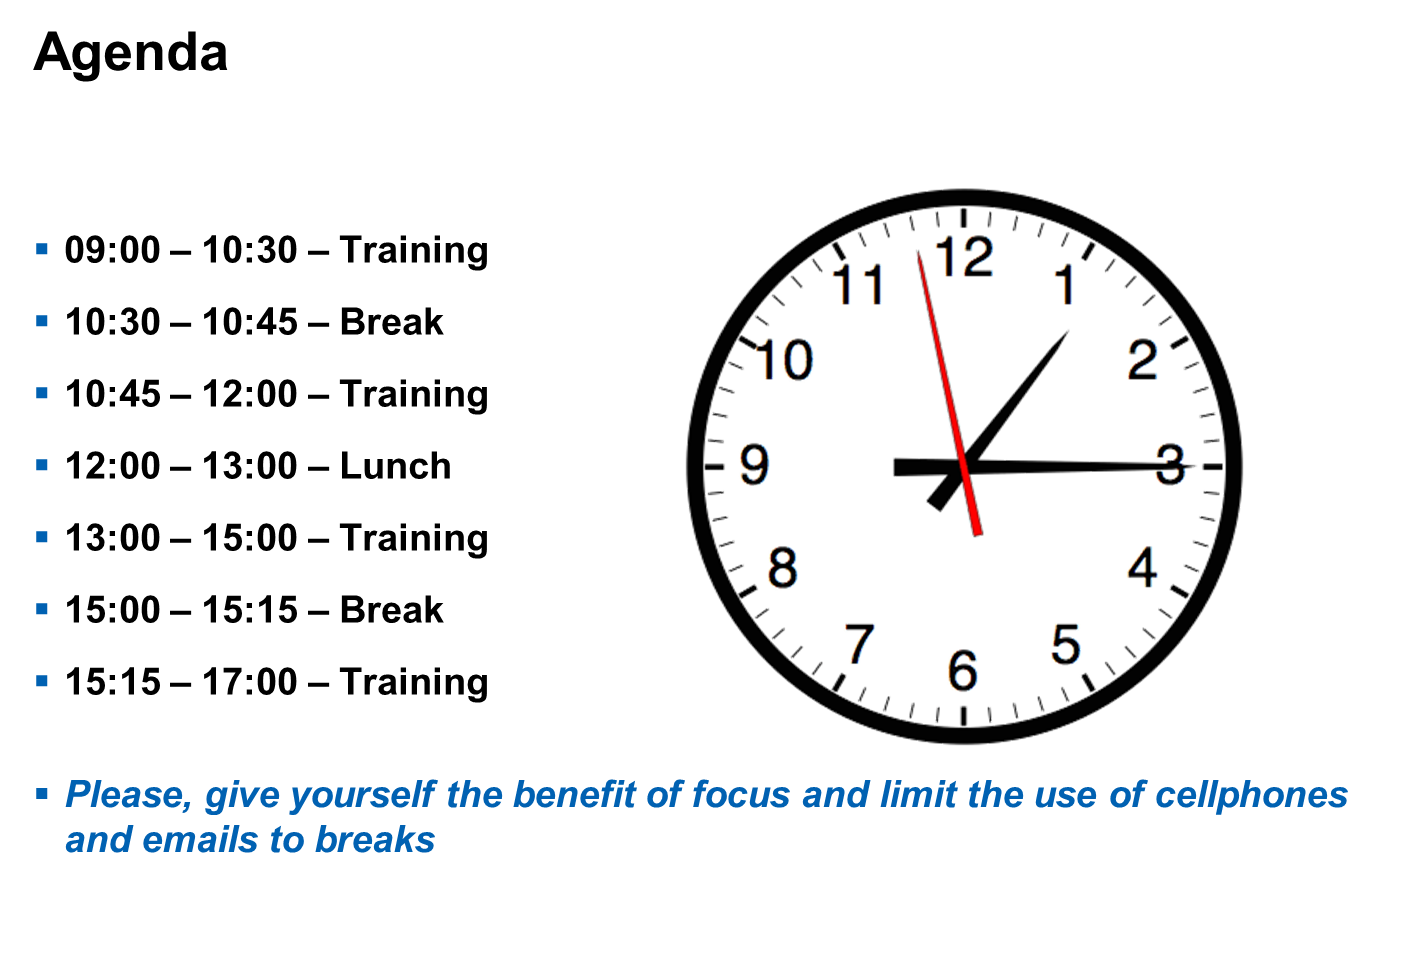 Agenda
▪ 09:00 – 10:30 – Training
▪ 10:30 – 10:45 – Break
▪ 10:45 – 12:00 – Training
▪ 12:00 – 13:00 – Lunch
▪ 13:00 – 15:00 – Training
▪ 15:00 – 15:15 – Break
▪ 15:15 – 17:00 – Training
▪ Please, give yourself the benefit of focus and limit the use of cellphones
and emails to breaks
12
1
2
3
4
5
6
7
8
9
10
11